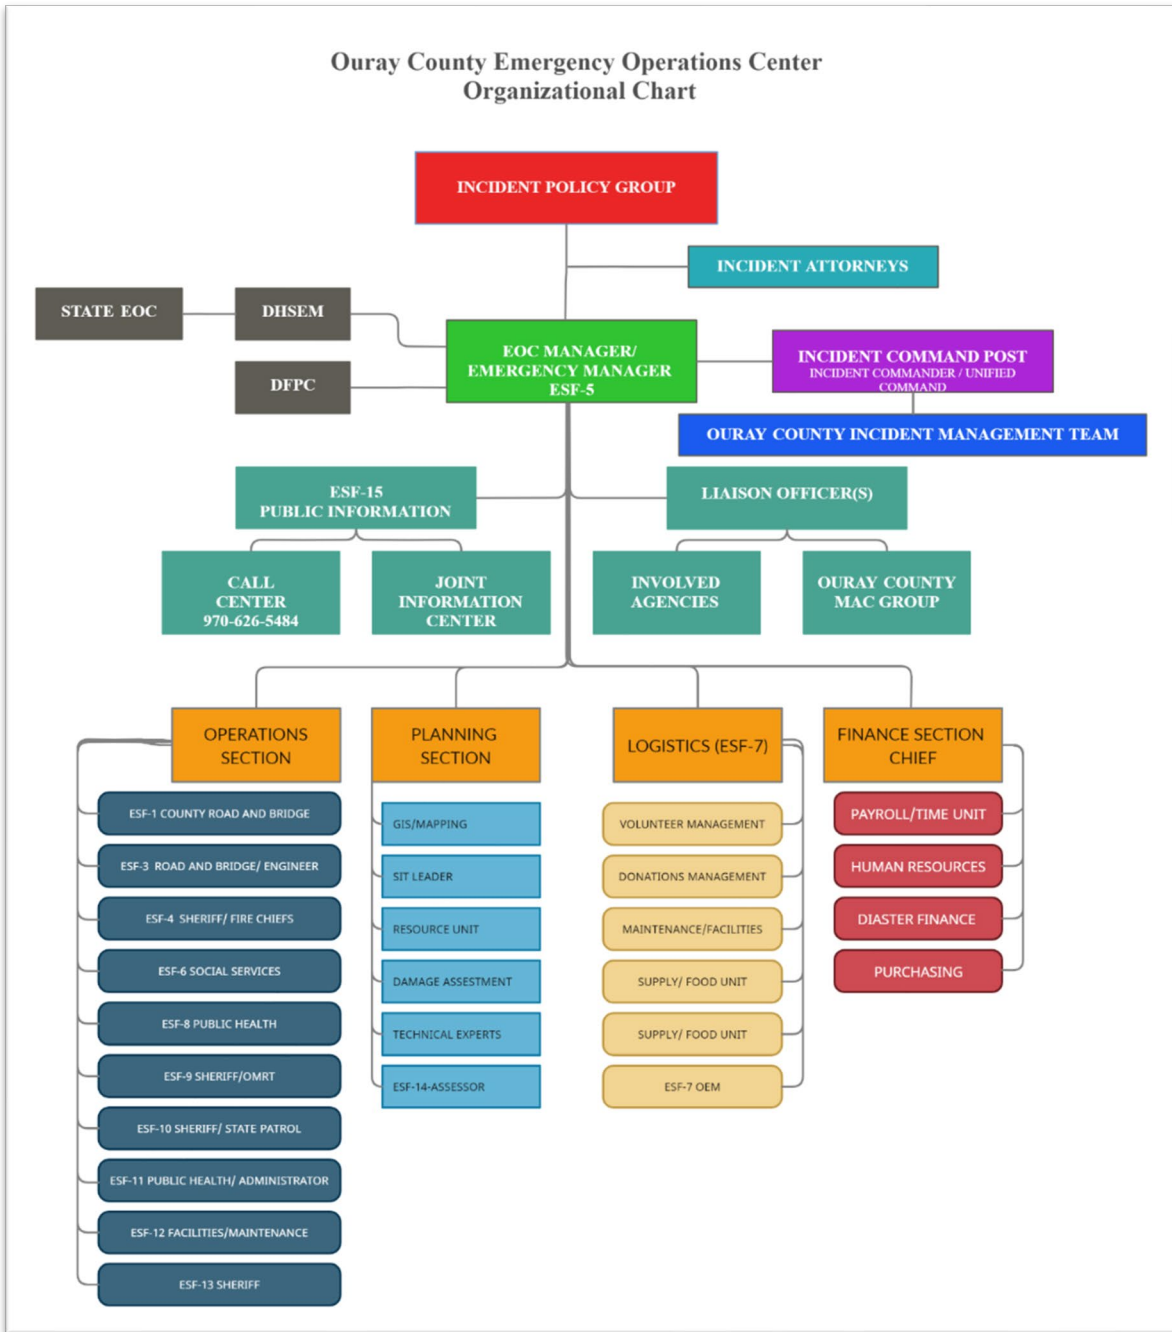 Ouray County Emergency Operations Center
Organizational Chart
INCIDENT POLICY GROUP
INCIDENT ATTORNEYS
STATE EOC
DHSEM
EOC MANAGER/
EMERGENCY MANAGER
ESF-5
INCIDENT COMMAND POST
INCIDENT COMMANDER / UNIFIED
COMMAND
DFPC
OURAY COUNTY INCIDENT MANAGEMENT TEAM
ESF-15
PUBLIC INFORMATION
LIAISON OFFICER(S)
CALL
CENTER
970-626-5484
JOINT
INFORMATION
CENTER
INVOLVED
AGENCIES
OURAY COUNTY
MAC GROUP
OPERATIONS
SECTION
ESF-1 COUNTY ROAD AND BRIDGE
ESF-3 ROAD AND BRIDGE/ ENGINEER
ESF-4 SHERIFF/ FIRE CHIEFS
ESF-6 SOCIAL SERVICES
ESF-8 PUBLIC HEALTH
ESF-9 SHERIFF/OMRT
ESF-10 SHERIFF/ STATE PATROL
ESF-11 PUBLIC HEALTH/ ADMINISTRATOR
ESF-12 FACILITIES/MAINTENANCE
ESF-13 SHERIFF
PLANNING
SECTION
GIS/MAPPING
SIT LEADER
RESOURCE UNIT
DAMAGE ASSESTMENT
TECHNICAL EXPERTS
ESF-14-ASSESSOR
LOGISTICS (ESF-7)
VOLUNTEER MANAGEMENT
DONATIONS MANAGEMENT
MAINTENANCE/FACILITIES
SUPPLY/ FOOD UNIT
SUPPLY/ FOOD UNIT
ESF-7 OEM
FINANCE SECTION
CHIEF
PAYROLL/TIME UNIT
HUMAN RESOURCES
DIASTER FINANCE
PURCHASING